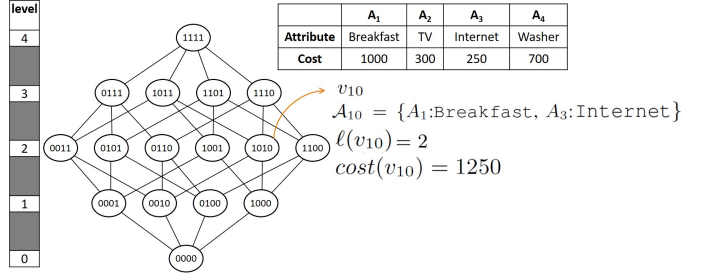 level
A1 A2 A3 A4
Attribute Breakfast TV Internet Washer
Cost 1000 300 250 700
4
1111
3
0111 1011 1101 1110
v10
A10 = {A1:Breakfast, A3:Internet}
2
0011 0101 0110 1001 1010 1100
ℓ(v10) = 2
cost(v10) = 1250
1
0001 0010 0100 1000
0
0000